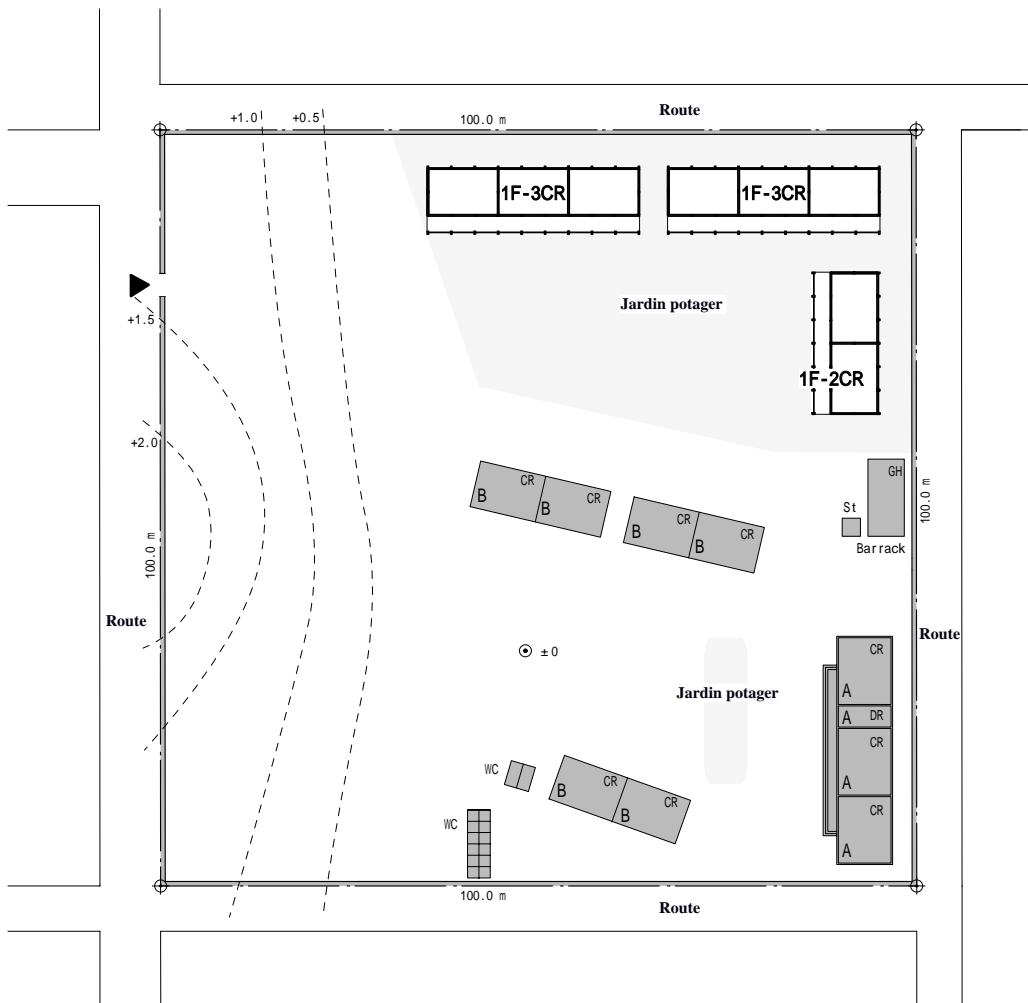 Route
+1.0
+0.5
100.0 m
1F-3CR
1F-3CR
Jardin potager
+1.5
1F-2CR
+2.0
CR
B
CR
B
CR
B
CR
B
GH
St
Barrack
100.0 m
100.0 m
Route
Route
±0
CR
A
Jardin potager
A
DR
CR
A
CR
A
WC
CR
B
CR
B
WC
100.0 m
Route